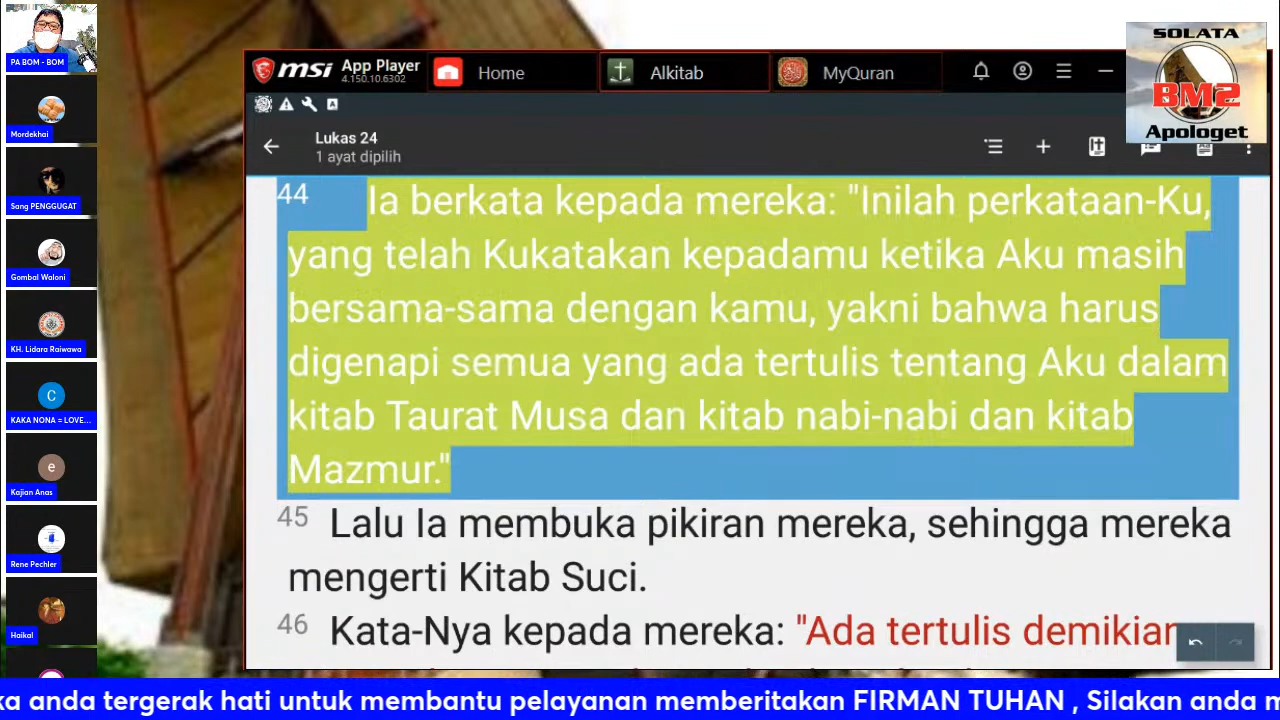 PA BOM - BOM
Mordekhai
Sang PENGGUGAT
Gombal Waloni
KH. Lidara Raiwawa
C
KAKA NONA = LOVE...
e
Kajian Anas
Rene Pechler
Haikal
msi App Player
4.150.10.6302
Home
Alkitab
MyQuran
SOLATA
BM2
Apologet
Lukas 24
1 ayat dipilih
44 Ia berkata kepada mereka: "Inilah perkataan-Ku,
yang telah Kukatakan kepadamu ketika Aku masih
bersama-sama dengan kamu, yakni bahwa harus
digenapi semua yang ada tertulis tentang Aku dalam
kitab Taurat Musa dan kitab nabi-nabi dan kitab
Mazmur."
45 Lalu Ia membuka pikiran mereka, sehingga mereka
mengerti Kitab Suci.
46 Kata-Nya kepada mereka: "Ada tertulis demikian
ka anda tergerak hati untuk membantu pelayanan memberitakan FIRMAN TUHAN , Silakan anda m